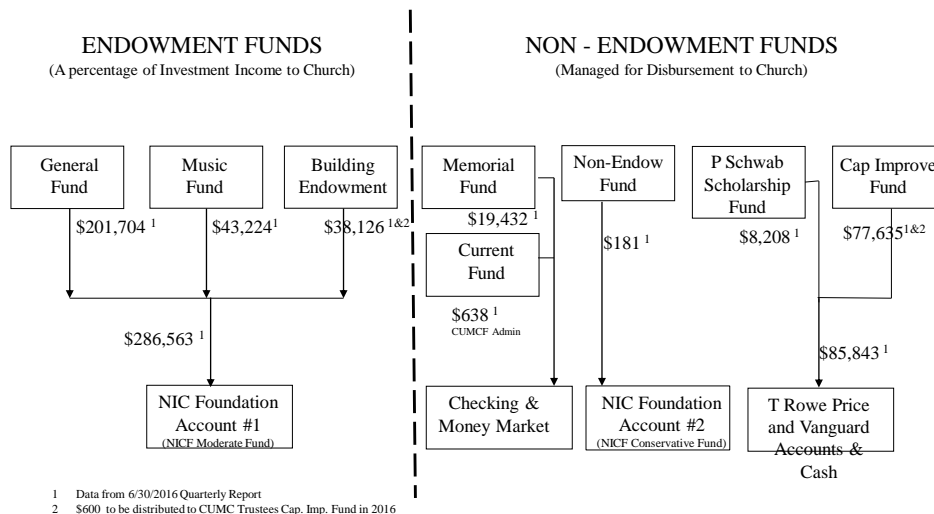 ENDOWMENT FUNDS
(A percentage of Investment Income to Church)
NON - ENDOWMENT FUNDS
(Managed for Disbursement to Church)
General
Fund
Music
Fund
Building
Endowment
$201,704 1
$43,224 1
$38,126 1&2
$286,563 1
NIC Foundation
Account #1
(NICF Moderate Fund)
Memorial
Fund
$19,432 1
Current
Fund
$638 1
CUMCF Admin
Checking &
Money Market
Non-Endow
Fund
$181 1
NIC Foundation
Account #2
(NICF Conservative Fund)
P Schwab
Scholarship
Fund
$8,208 1
Cap Improve
Fund
$77,635 1&2
$85,843 1
T Rowe Price
and Vanguard
Accounts &
Cash
1 Data from 6/30/2016 Quarterly Report
2 $600 to be distributed to CUMC Trustees Cap. Imp. Fund in 2016